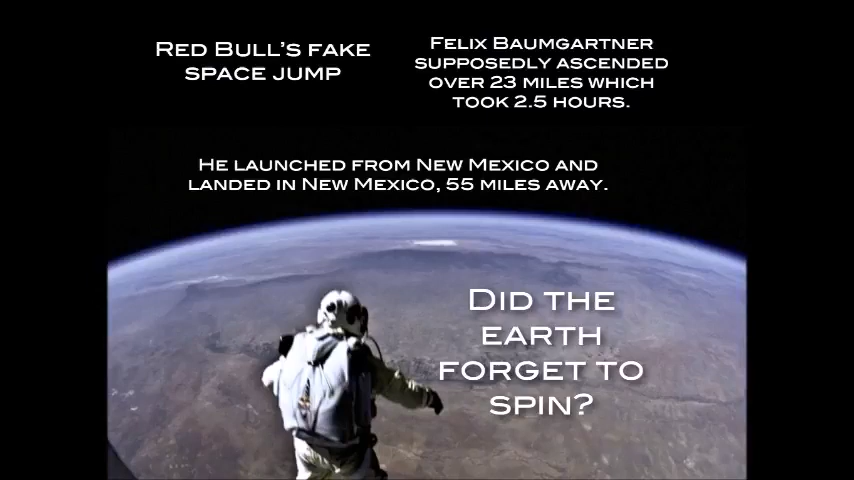 Red Bull's fake
space jump
Felix Baumgartner
supposedly ascended
over 23 miles which
took 2.5 hours.
He launched from New Mexico and
landed in New Mexico, 55 miles away.
Did the
earth
forget to
spin?